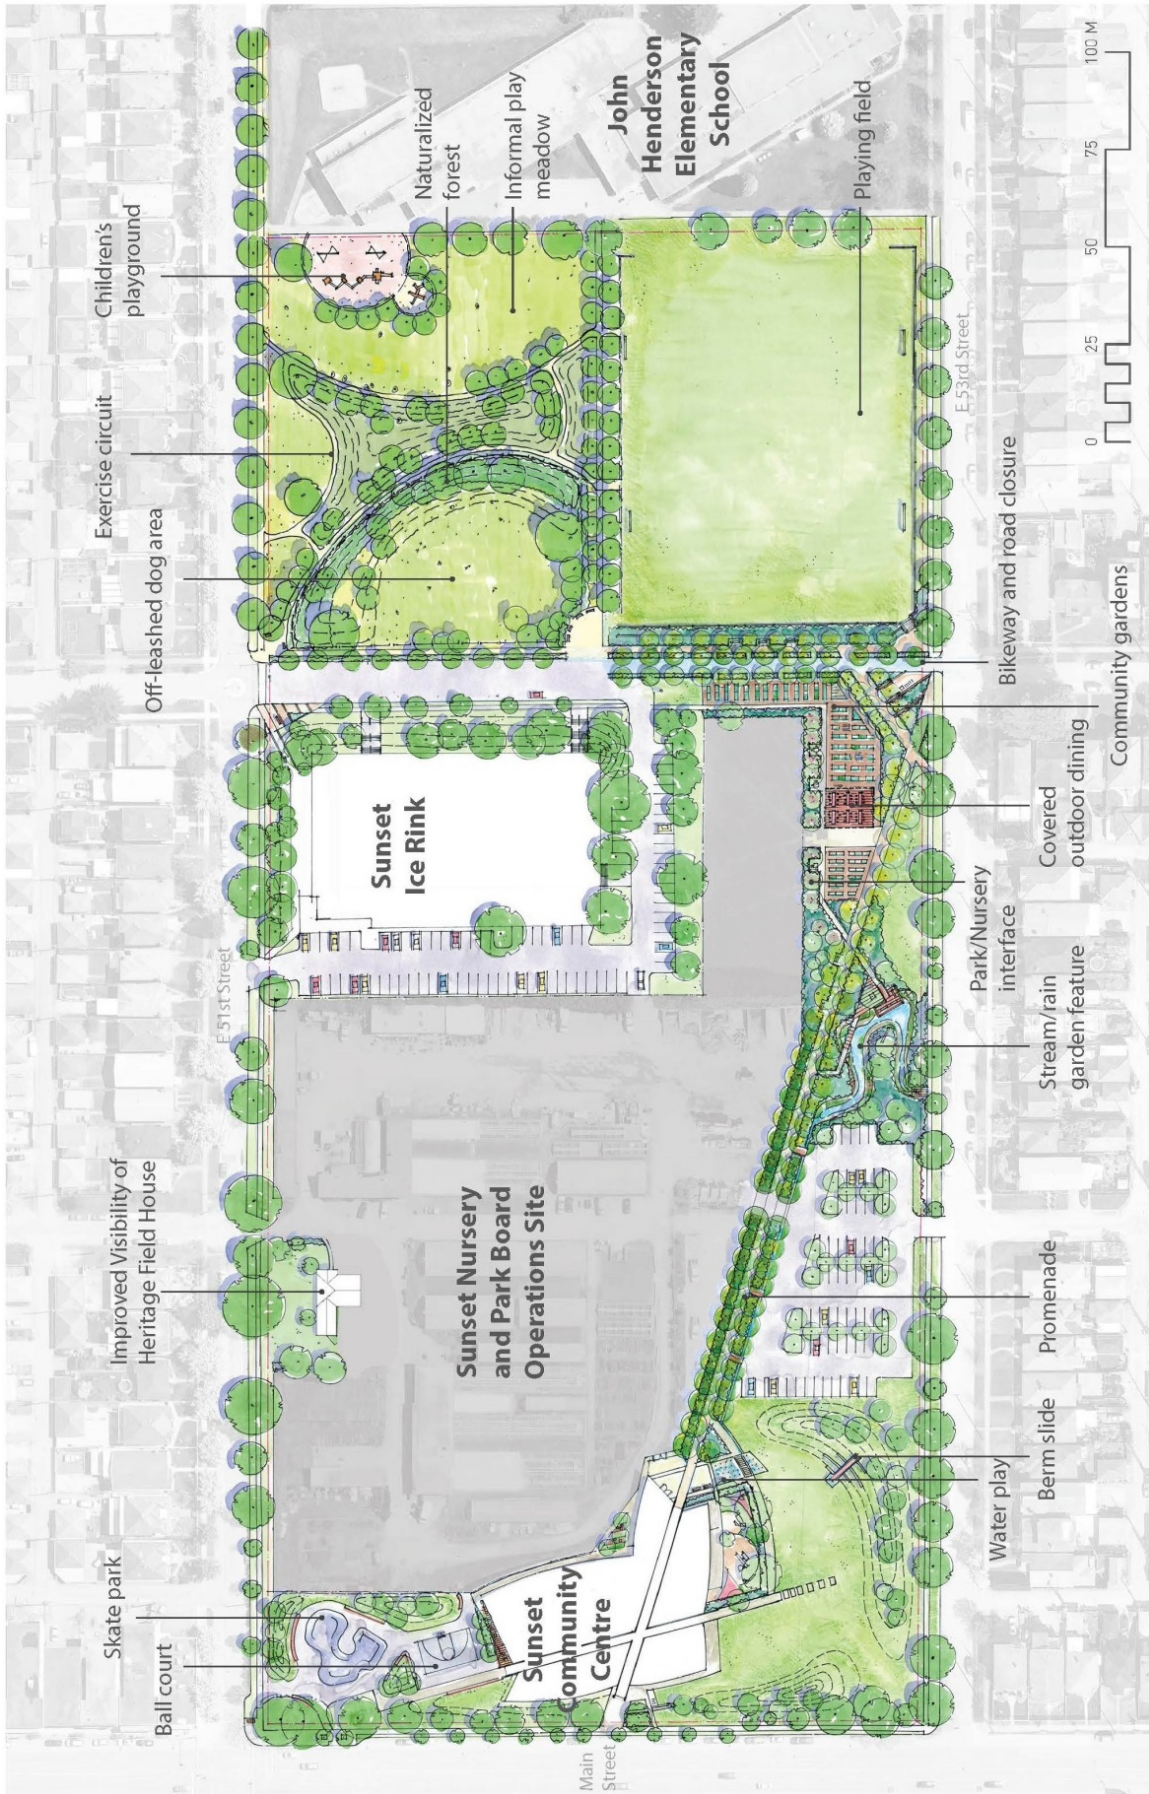 Skate park
Ball court
Improved Visibility of
Heritage Field House
Off-leashed dog area
Exercise circuit
Children's
playground
E 51st Street
Naturalized
forest
Informal play
meadow
John
Henderson
Elementary
School
Sunset
Ice Rink
Sunset Nursery
and Park Board
Operations Site
Sunset
Community
Centre
Main
Street
Playing field
E 53rd Street
Water play
Berm slide
Promenade
Stream/rain
garden feature
Park/Nursery
interface
Covered
outdoor dining
Community gardens
Bikeway and road closure
0
25
50
75
100 M